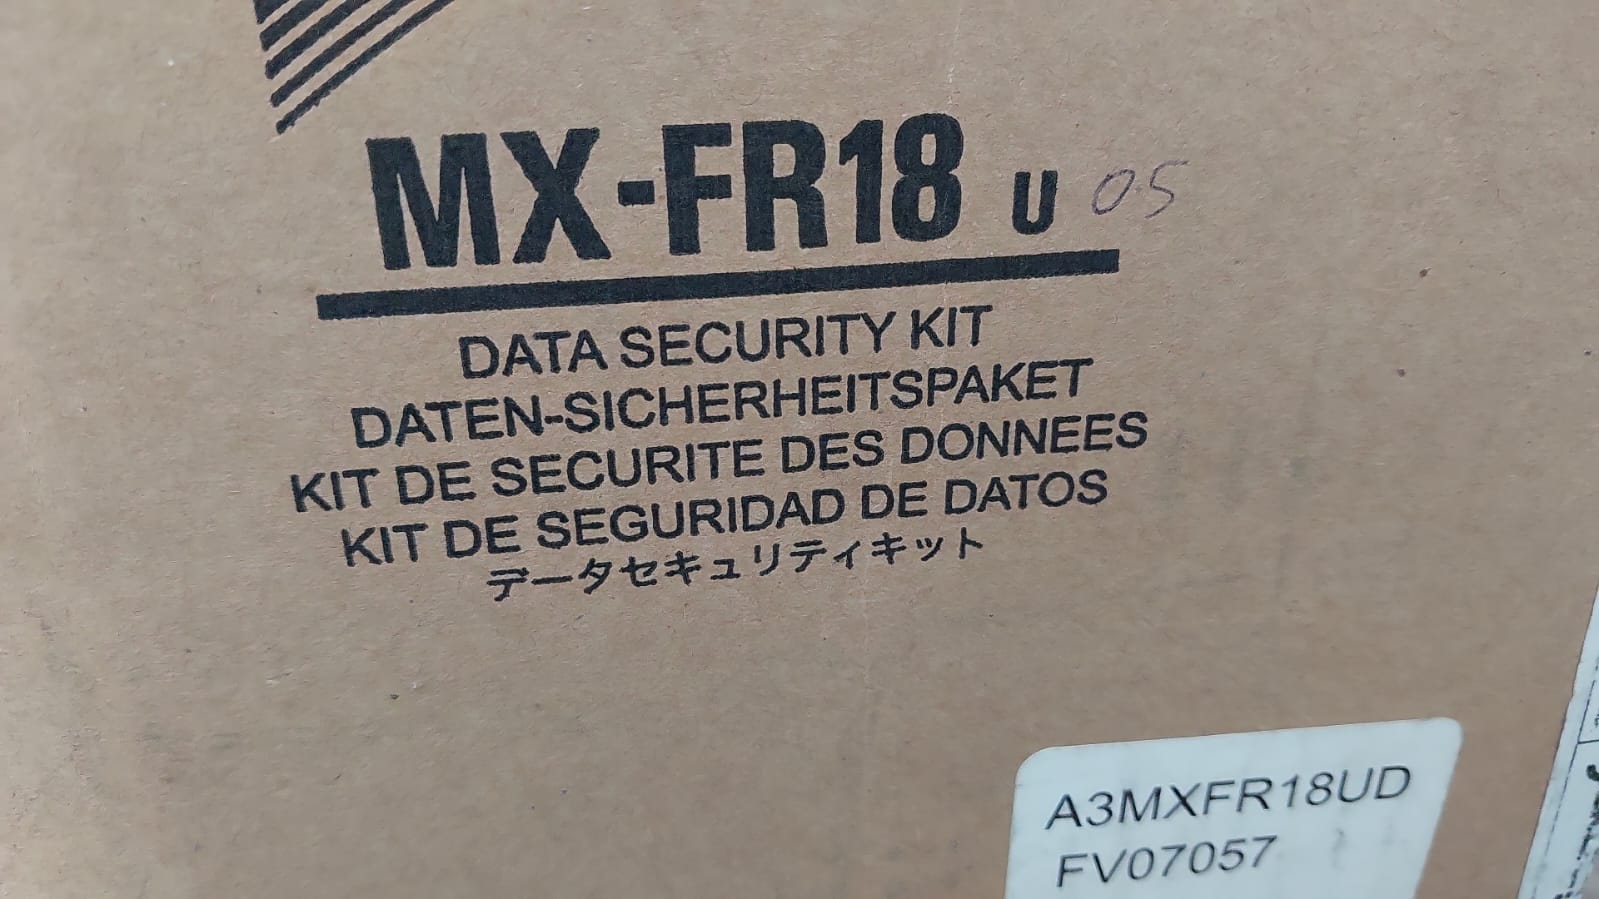 MX-FR18 U 05
DATA SECURITY KIT
DATEN-SICHERHEITSPAKET
KIT DE SECURITE DES DONNEES
KIT DE SEGURIDAD DE DATOS
データセキュリティキット
A3MXFR18UD
FV07057